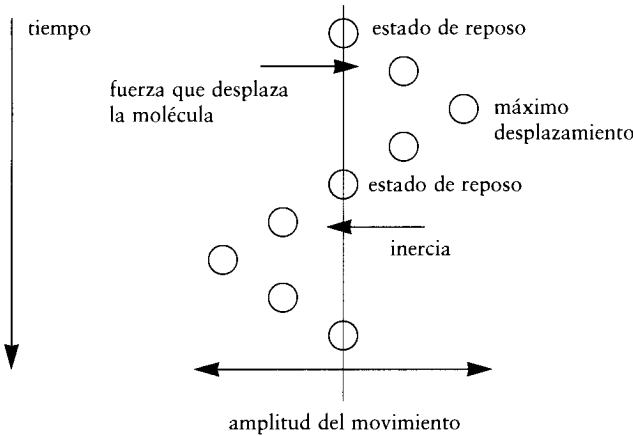 tiempo
estado de reposo
fuerza que desplaza
la molécula
máximo
desplazamiento
estado de reposo
inercia
amplitud del movimiento